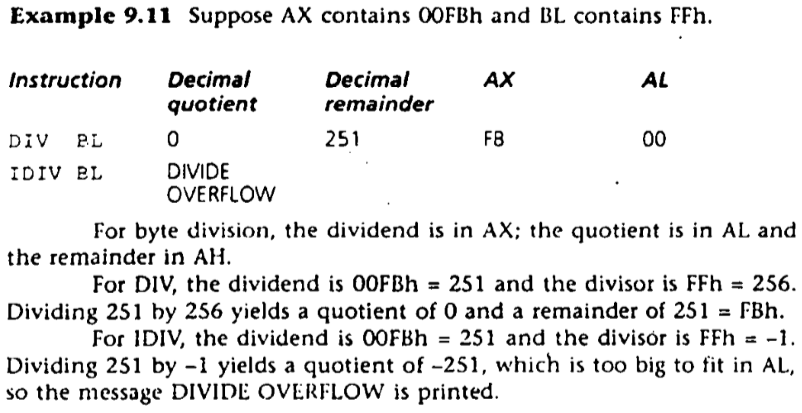 Example 9.11 Suppose AX contains 00FBh and BL contains FFh.
Instruction Decimal quotient Decimal remainder AX AL
DIV BL 0 251 FB 00
IDIV BL DIVIDE OVERFLOW
For byte division, the dividend is in AX; the quotient is in AL and
the remainder in AH.
For DIV, the dividend is 00FBh = 251 and the divisor is FFh = 256.
Dividing 251 by 256 yields a quotient of 0 and a remainder of 251 = FBh.
For IDIV, the dividend is 00FBh = 251 and the divisor is FFh = -1.
Dividing 251 by -1 yields a quotient of -251, which is too big to fit in AL,
so the message DIVIDE OVERFLOW is printed.